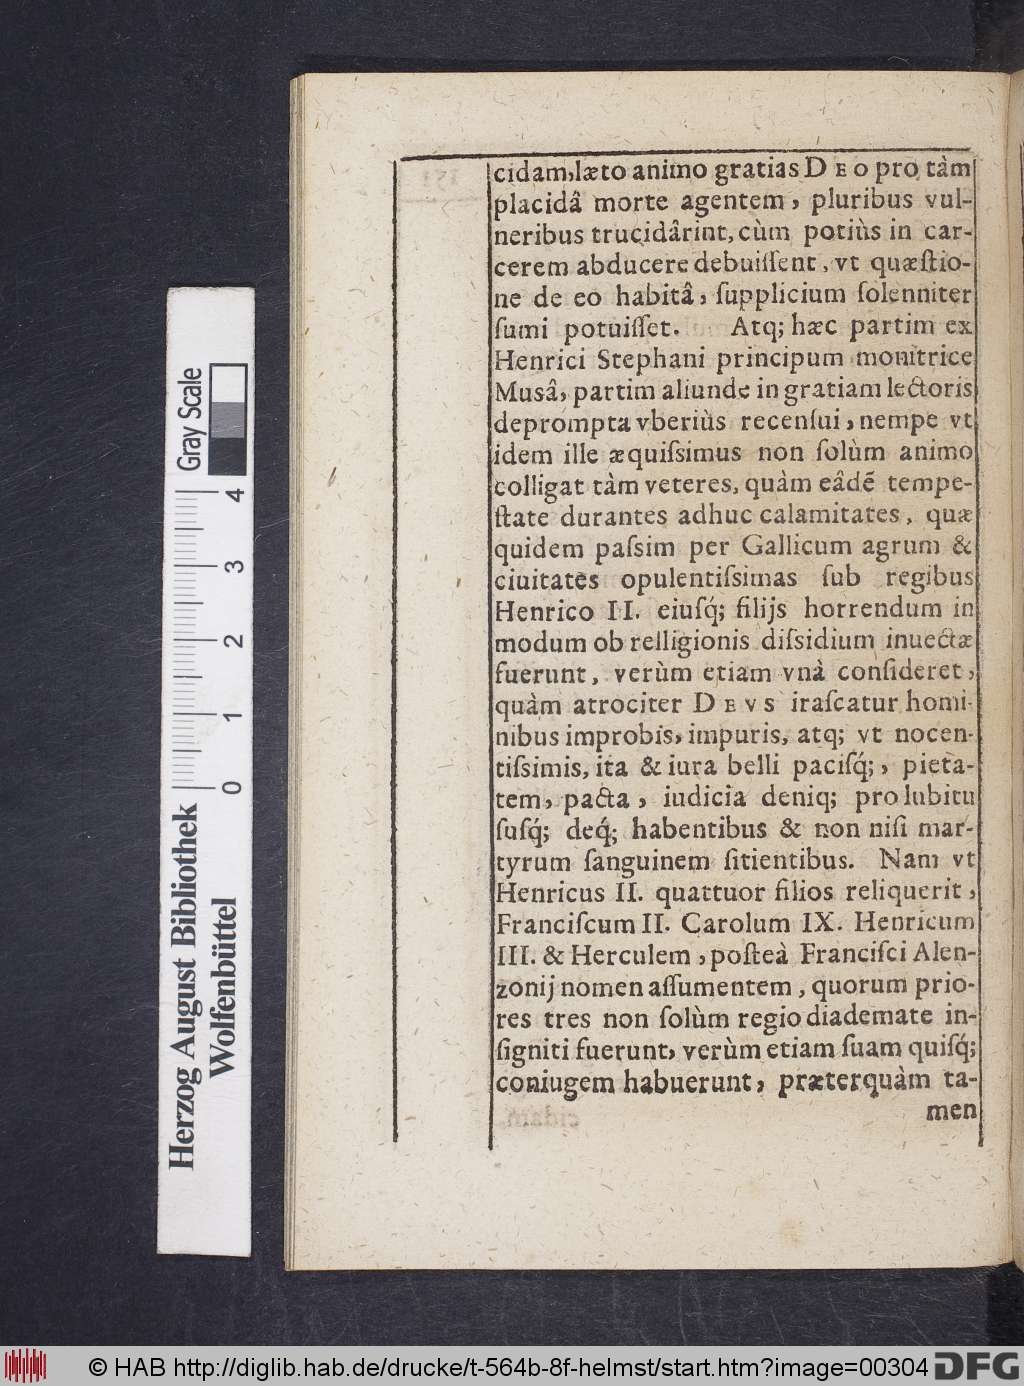 cidam, læto animo gratias DEO pro tàm
placidâ morte agentem, pluribus vul-
neribus trucidârint, cùm potiùs in car-
cerem abducere debuiſſent, vt quæſtio-
ne de eo habitâ, ſupplicium ſolenniter
ſumi potuiſſet. Atq; hæc partim ex
Henrici Stephani principum monitrice
Musâ, partim aliunde in gratiam lectoris
deprompta vberiùs recenſui, nempe vt
idem ille æquiſsimus non ſolùm animo
colligat tàm veteres, quàm eâdẽ tempe-
ſtate durantes adhuc calamitates, quæ
quidem paſsim per Gallicum agrum &
ciuitates opulentiſsimas ſub regibus
Henrico II. eiuſq́; filijs horrendum in
modum ob relligionis diſsidium inuectæ
fuerunt, verùm etiam vnà conſideret,
quàm atrociter DEVS iraſcatur homi-
nibus improbis, impuris, atq; vt nocen-
tiſsimis, ita & iura belli paciſq́;, pieta-
tem, pacta, iudicia deniq; pro lubitu
ſuſq́; deq́; habentibus & non niſi mar-
tyrum ſanguinem ſitientibus. Nam vt
Henricus II. quattuor filios reliquerit,
Franciſcum II. Carolum IX. Henricum
III. & Herculem, poſteà Franciſci Alen-
zonij nomen aſſumentem, quorum prio-
res tres non ſolùm regio diademate in-
ſigniti fuerunt, verùm etiam ſuam quiſq́;
coniugem habuerunt, præterquàm ta-
men
Gray Scale
0 1 2 3 4
Herzog August Bibliothek
Wolfenbüttel
© HAB http://diglib.hab.de/drucke/t-564b-8f-helmst/start.htm?image=00304
DFG